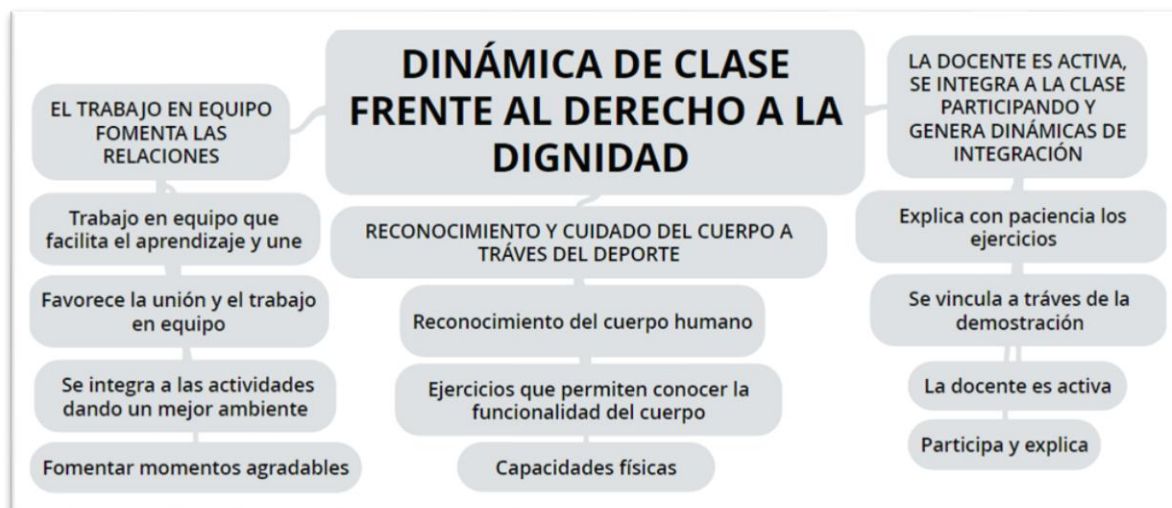 DINÁMICA DE CLASE
FRENTE AL DERECHO A LA
DIGNIDAD
EL TRABAJO EN EQUIPO
FOMENTA LAS
RELACIONES
Trabajo en equipo que
facilita el aprendizaje y une
Favorece la unión y el trabajo
en equipo
Se integra a las actividades
dando un mejor ambiente
Fomentar momentos agradables
RECONOCIMIENTO Y CUIDADO DEL CUERPO A
TRÁVES DEL DEPORTE
Reconocimiento del cuerpo humano
Ejercicios que permiten conocer la
funcionalidad del cuerpo
Capacidades físicas
LA DOCENTE ES ACTIVA,
SE INTEGRA A LA CLASE
PARTICIPANDO Y
GENERA DINÁMICAS DE
INTEGRACIÓN
Explica con paciencia los
ejercicios
Se vincula a tráves de la
demostración
La docente es activa
Participa y explica